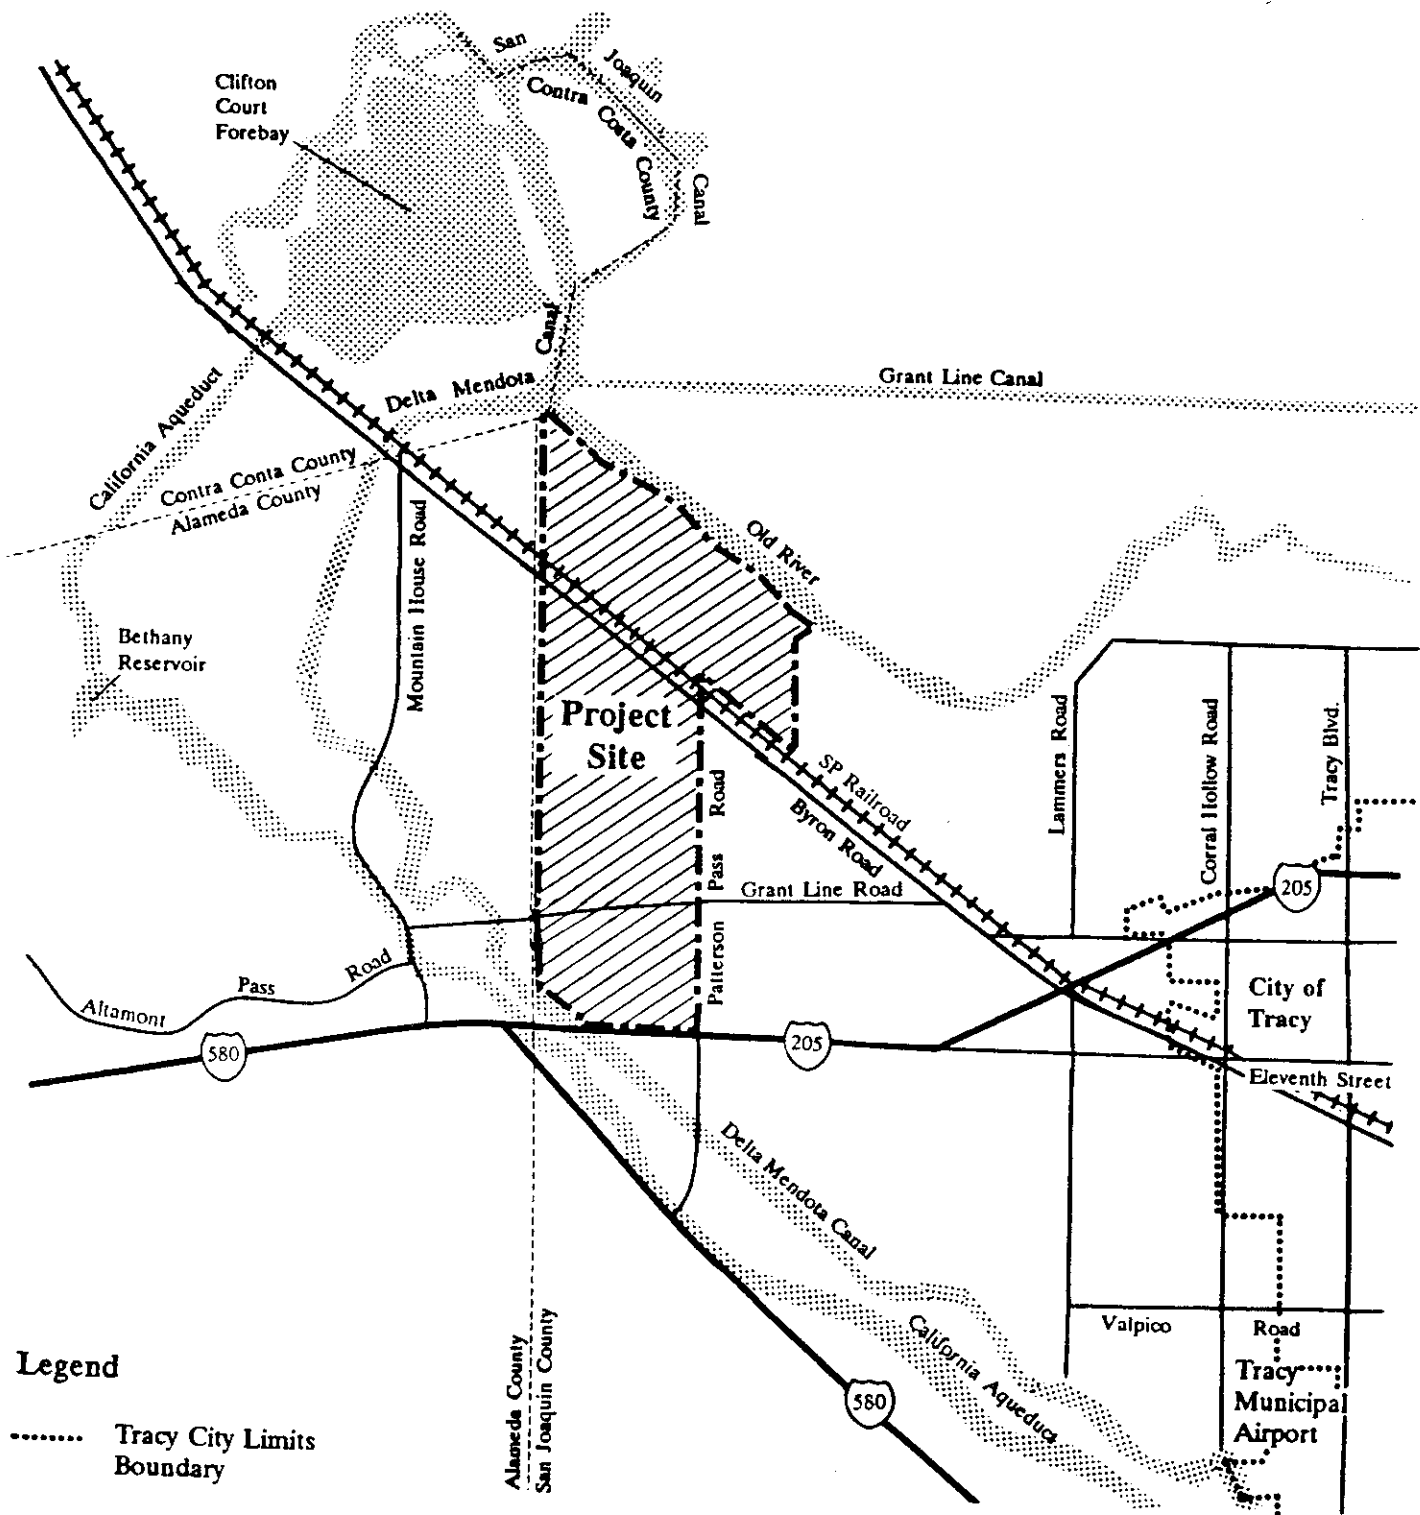 San
Joaquin
Canal
Contra Costa County
Clifton
Court
Forebay
Canal
Delta Mendota
Grant Line Canal
California Aqueduct
Contra Conta County
Alameda County
Mountain House Road
Old River
Bethany
Reservoir
Project
Site
Lammers Road
Corral Hollow Road
Tracy Blvd.
SP Railroad
Byron Road
Patterson Pass Road
Grant Line Road
205
Altamont Pass Road
580
205
City of
Tracy
Eleventh Street
Delta Mendota Canal
California Aqueduct
Valpico Road
580
Tracy
Municipal
Airport
Alameda County
San Joaquin County
Legend
Tracy City Limits
Boundary